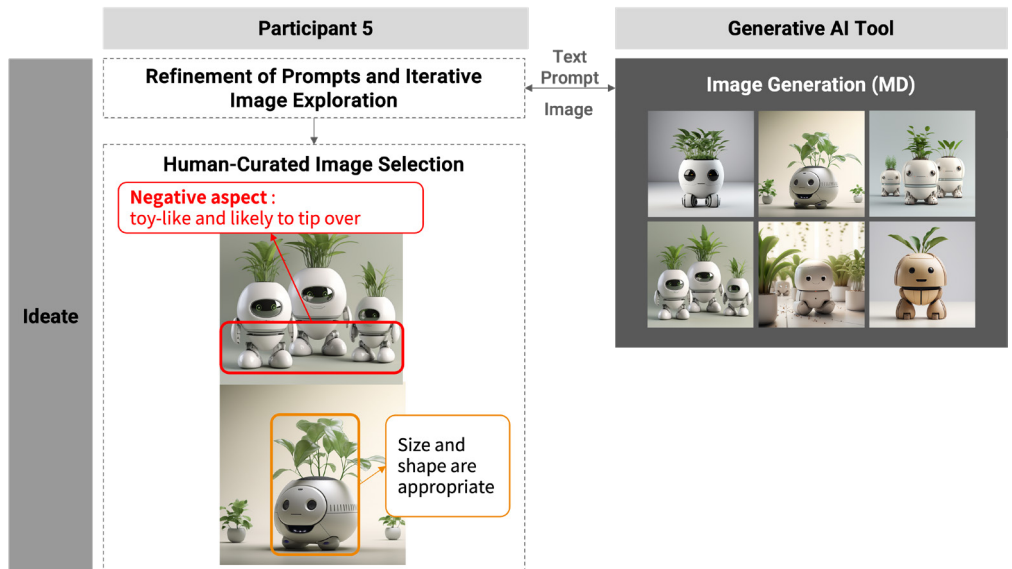 Participant 5
Generative AI Tool
Ideate
Refinement of Prompts and Iterative
Image Exploration
Text
Prompt
Image
Image Generation (MD)
Human-Curated Image Selection
Negative aspect :
toy-like and likely to tip over
Size and
shape are
appropriate